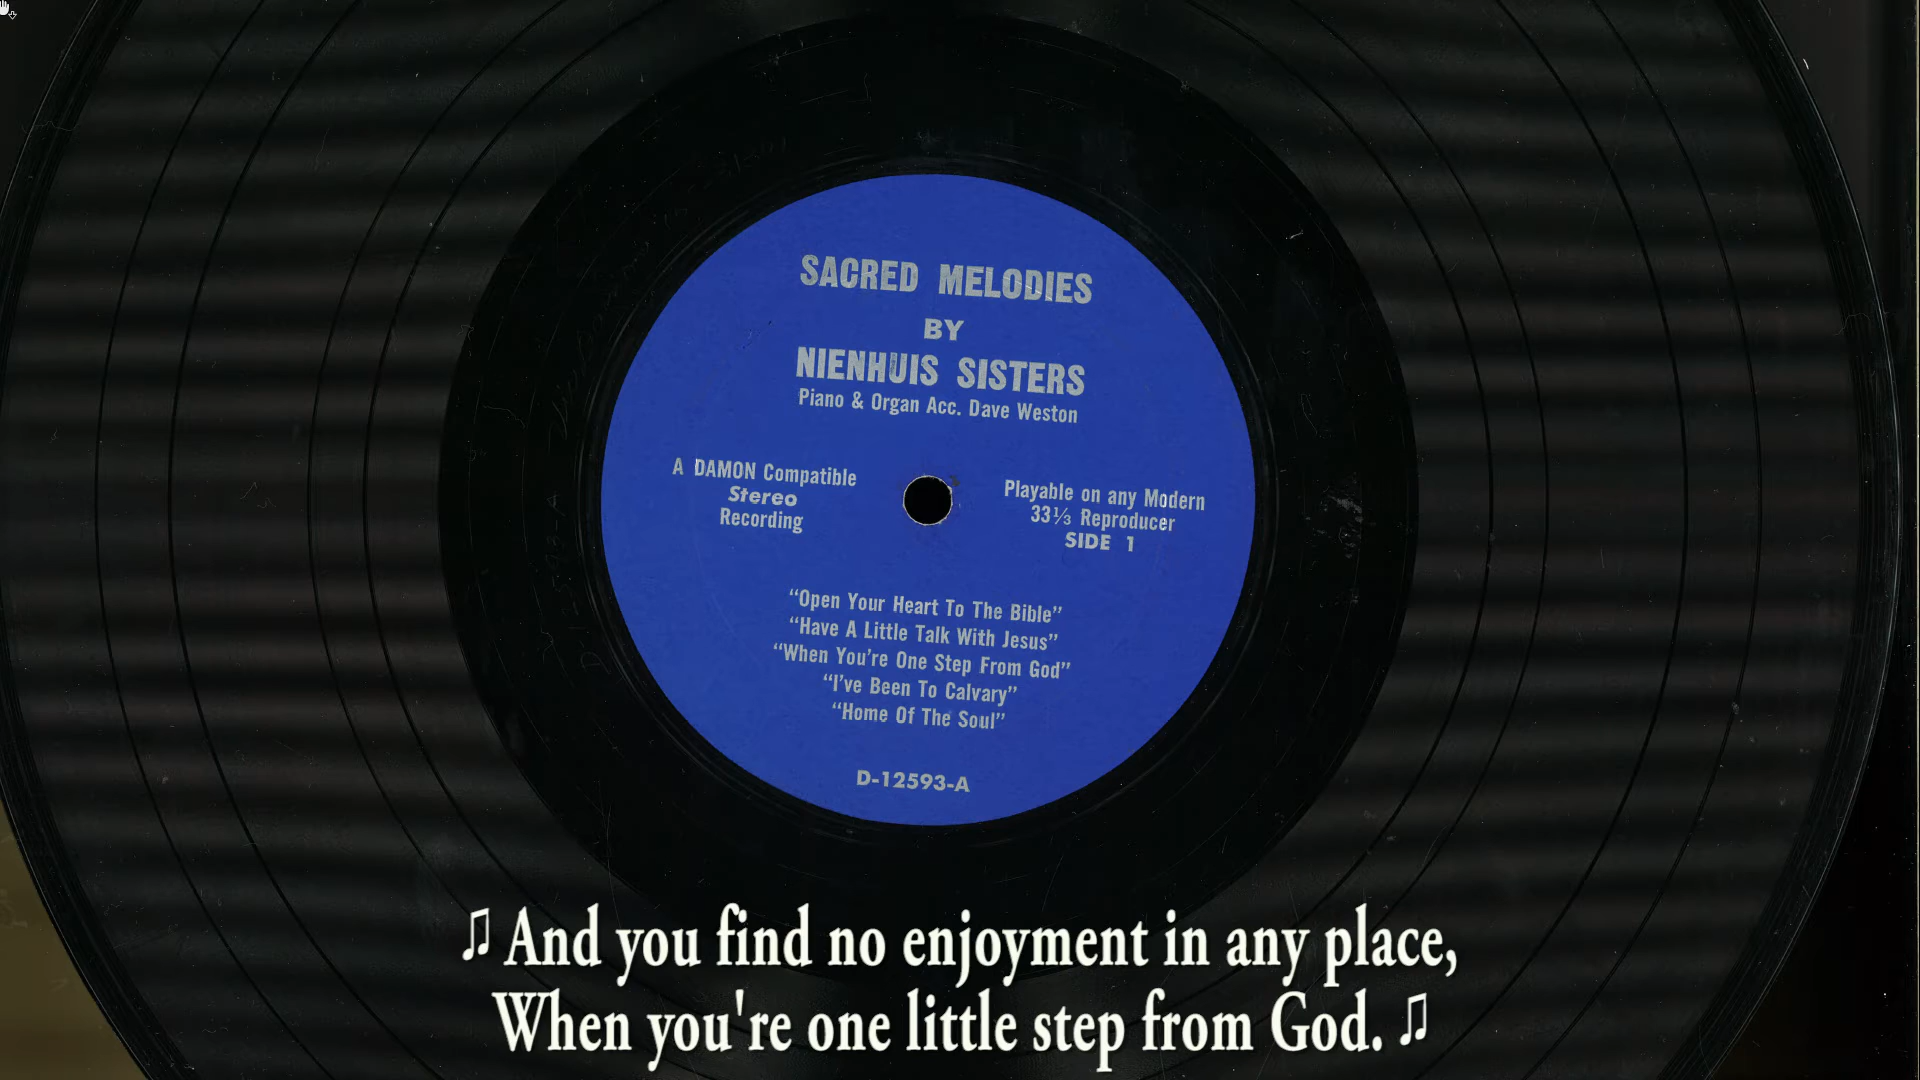 SACRED MELODIES
BY
NIENHUIS SISTERS
Piano & Organ Acc. Dave Weston
A DAMON Compatible
Stereo
Recording
Playable on any Modern
33⅓ Reproducer
SIDE 1
“Open Your Heart To The Bible”
“Have A Little Talk With Jesus”
“When You’re One Step From God”
“I’ve Been To Calvary”
“Home Of The Soul”
D-12593-A
♫ And you find no enjoyment in any place,
When you're one little step from God. ♫